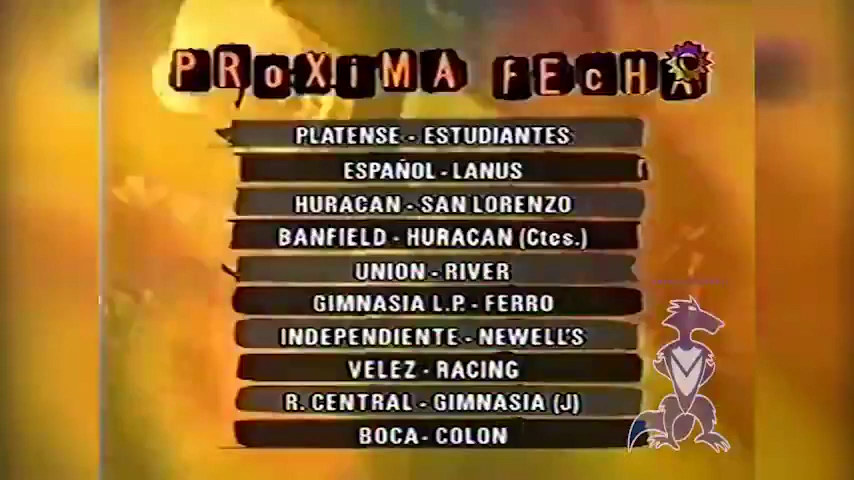 PRoXiMA FEcHA
PLATENSE - ESTUDIANTES
ESPAÑOL - LANUS
HURACAN - SAN LORENZO
BANFIELD - HURACAN (Ctes.)
UNION - RIVER
GIMNASIA L.P. - FERRO
INDEPENDIENTE - NEWELL'S
VELEZ - RACING
R. CENTRAL - GIMNASIA (J)
BOCA - COLON